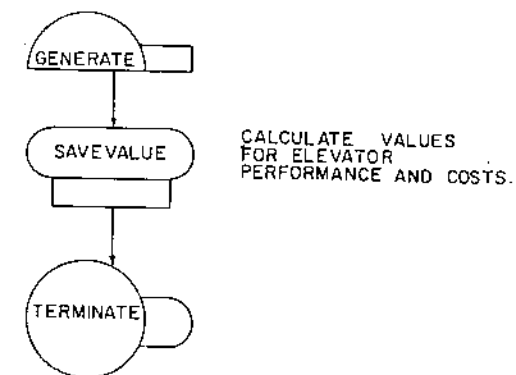 GENERATE
SAVEVALUE
CALCULATE VALUES
FOR ELEVATOR
PERFORMANCE AND COSTS.
TERMINATE